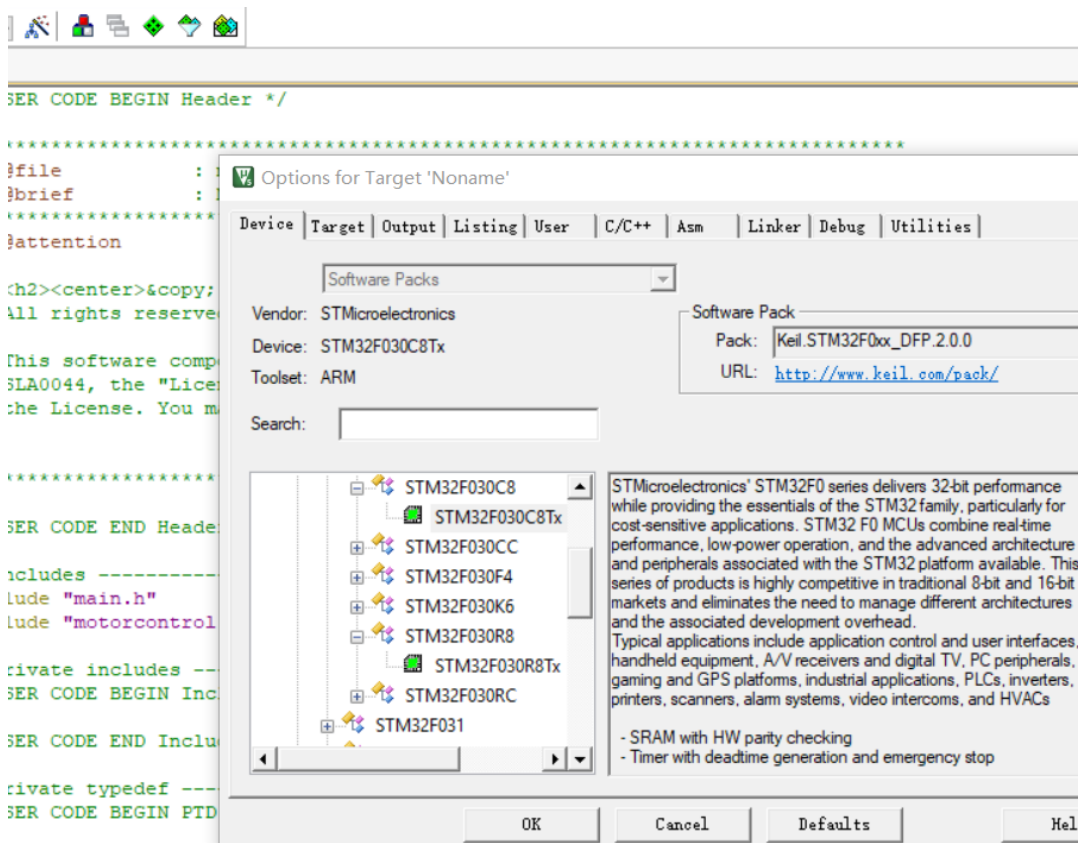 SER CODE BEGIN Header */
********************************************************************************
@file :
@brief :
@attention
<h2><center>&copy;
All rights reserve
This software comp
SLA0044, the "Lice
the License. You m
SER CODE END Heade
ncludes ----------
lude "main.h"
lude "motorcontrol
rivate includes --
SER CODE BEGIN Inc
SER CODE END Inclu
rivate typedef ---
SER CODE BEGIN PTD
Options for Target 'Noname'
Device Target Output Listing User C/C++ Asm Linker Debug Utilities
Software Packs
Vendor: STMicroelectronics
Device: STM32F030C8Tx
Toolset: ARM
Search:
Software Pack
Pack: Keil.STM32F0xx_DFP.2.0.0
URL: http://www.keil.com/pack/
STM32F030C8
STM32F030C8Tx
STM32F030CC
STM32F030F4
STM32F030K6
STM32F030R8
STM32F030R8Tx
STM32F030RC
STM32F031
STMicroelectronics' STM32F0 series delivers 32-bit performance
while providing the essentials of the STM32 family, particularly for
cost-sensitive applications. STM32 F0 MCUs combine real-time
performance, low-power operation, and the advanced architecture
and peripherals associated with the STM32 platform available. This
series of products is highly competitive in traditional 8-bit and 16-bit
markets and eliminates the need to manage different architectures
and the associated development overhead.
Typical applications include application control and user interfaces,
handheld equipment, A/V receivers and digital TV, PC peripherals,
gaming and GPS platforms, industrial applications, PLCs, inverters,
printers, scanners, alarm systems, video intercoms, and HVACs
- SRAM with HW parity checking
- Timer with deadtime generation and emergency stop
OK Cancel Defaults Hel